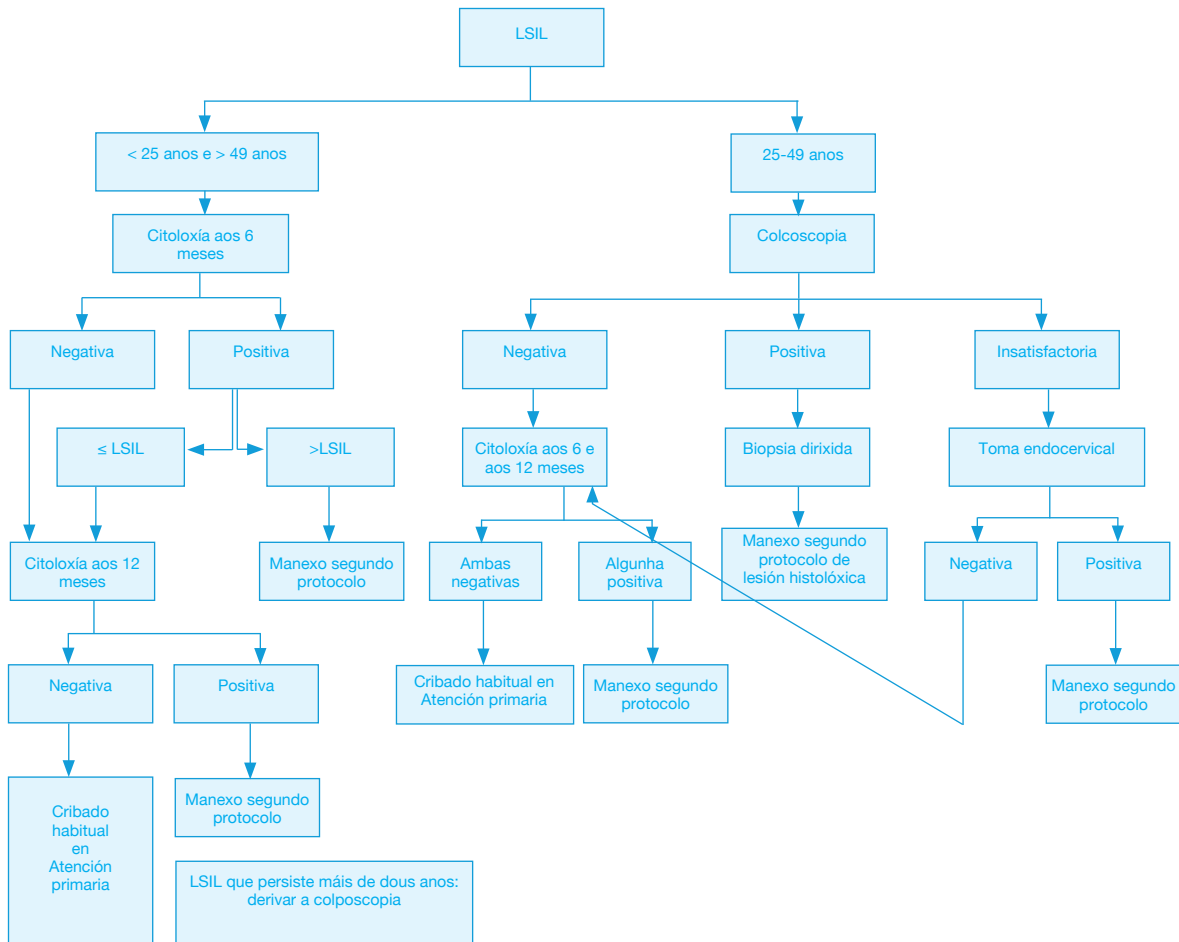 LSIL
< 25 anos e > 49 anos
25-49 anos
Citoloxía aos 6
meses
Colcoscopia
Negativa
Positiva
Negativa
Positiva
Insatisfactoria
≤ LSIL
>LSIL
Citoloxía aos 6 e
aos 12 meses
Biopsia dirixida
Toma endocervical
Citoloxía aos 12
meses
Manexo segundo
protocolo
Ambas
negativas
Algunha
positiva
Manexo segundo
protocolo de
lesión histolóxica
Negativa
Positiva
Negativa
Positiva
Cribado habitual en
Atención primaria
Manexo segundo
protocolo
Manexo segundo
protocolo
Cribado
habitual
en
Atención
primaria
Manexo segundo
protocolo
LSIL que persiste máis de dous anos:
derivar a colposcopia